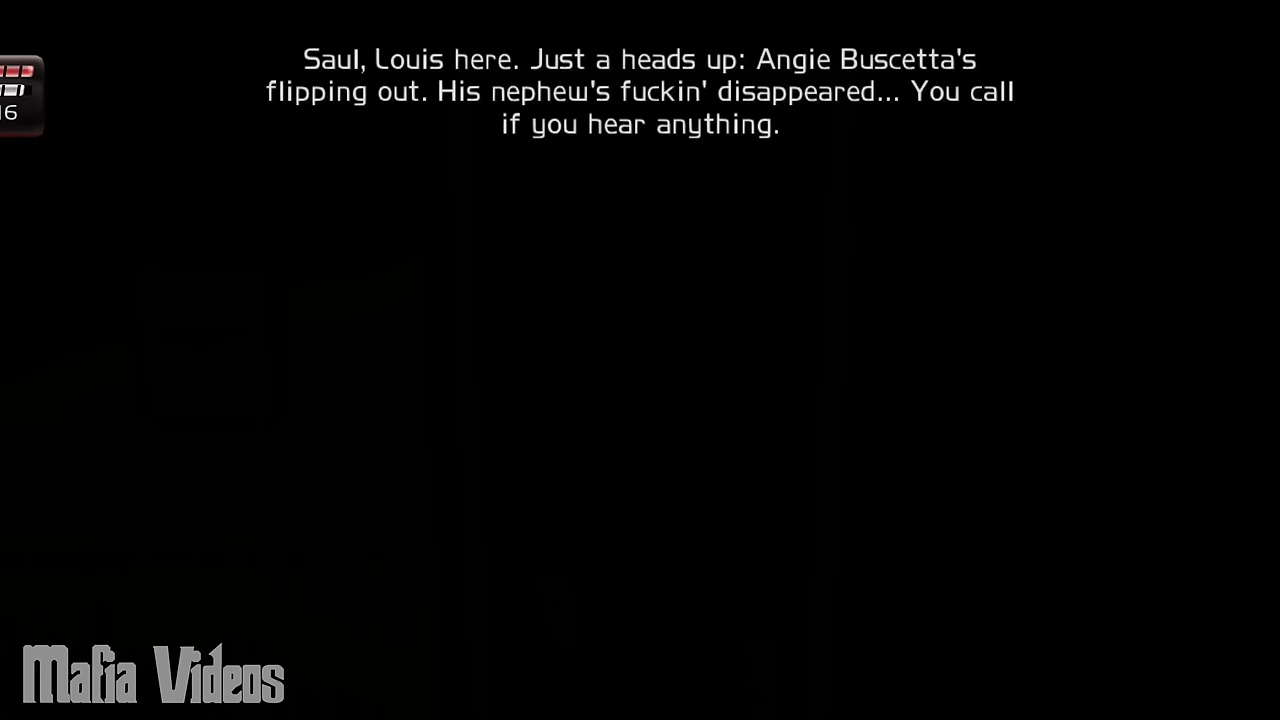 Saul, Louis here. Just a heads up: Angie Buscetta's
flipping out. His nephew's fuckin' disappeared... You call
if you hear anything.
16
Mafia Videos